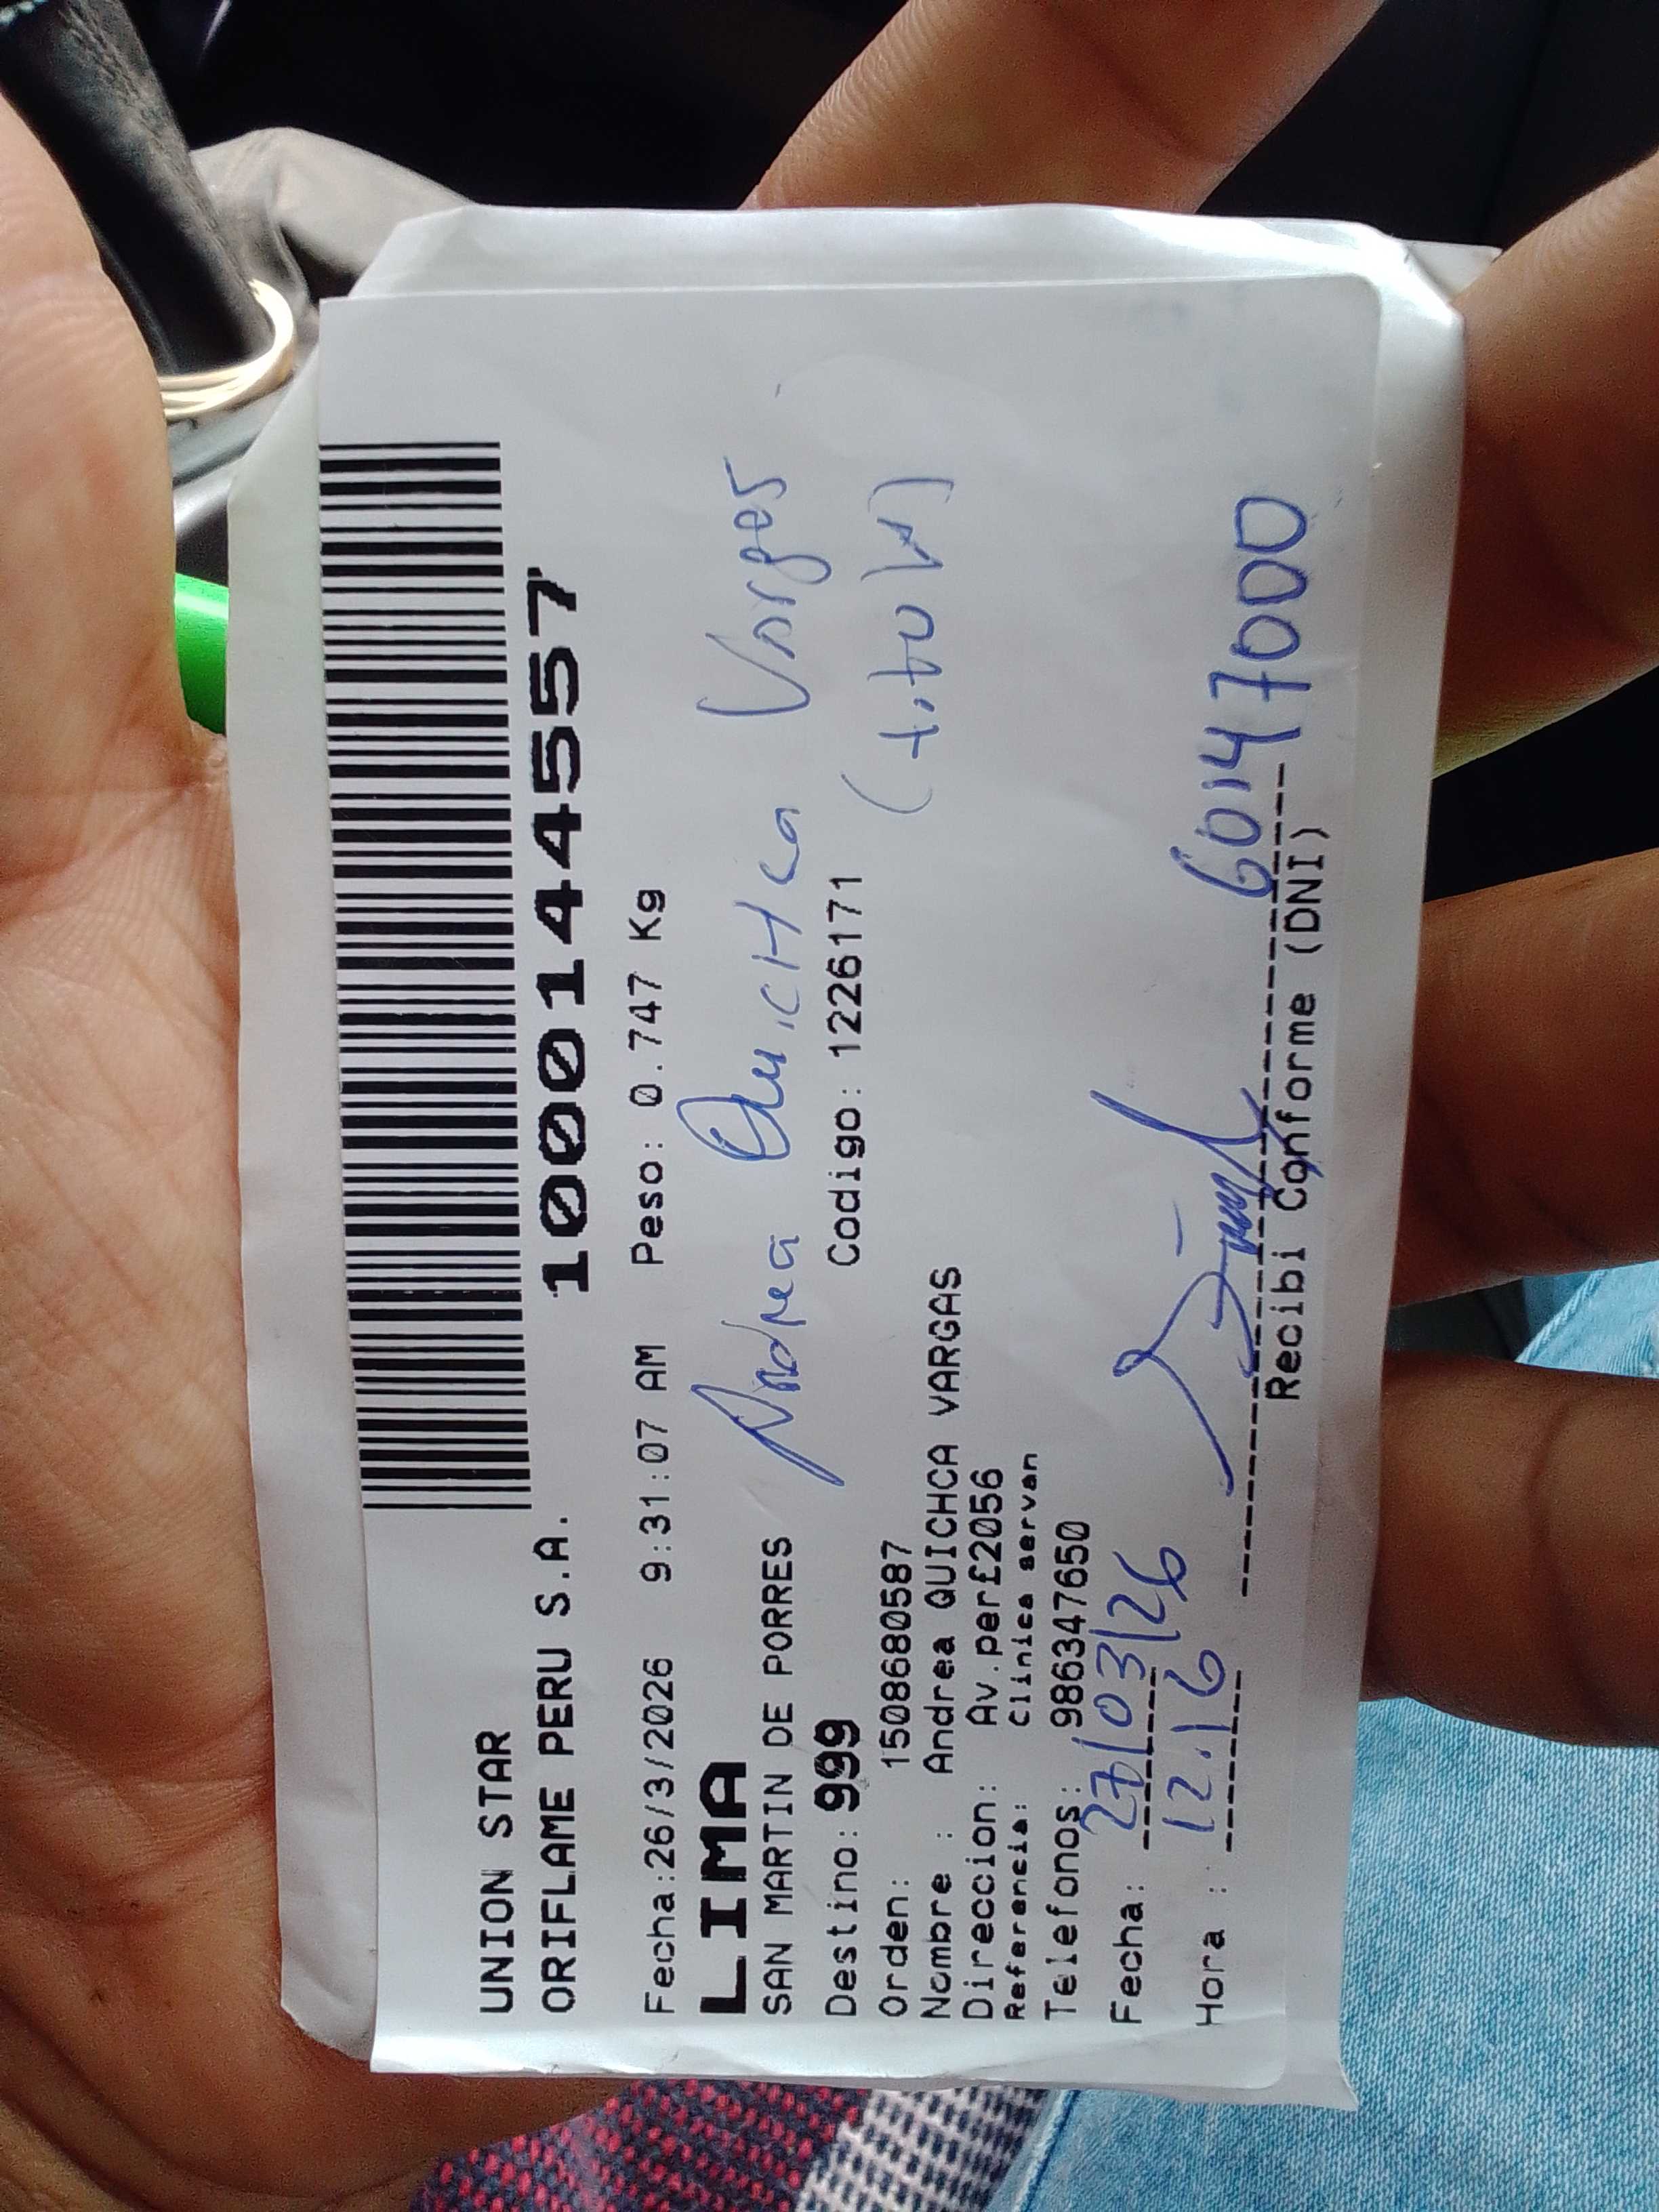 UNION STAR
ORIFLAME PERU S.A.
100014457
Fecha:26/3/2026 9:31:07 AM Peso: 0.747 Kg
LIMA
Andrea QuicHca Vargas
SAN MARTIN DE PORRES
(titular)
Destino: 999 Codigo: 1226171
Orden: 1508680587
Nombre : Andrea QUICHCA VARGAS
Direccion: Av.per£2056
Referencia: Clinica servan
Telefonos: 986347650
Fecha: 27/03/26
Hora : 12.16
60147000
Recibi Conforme (DNI)